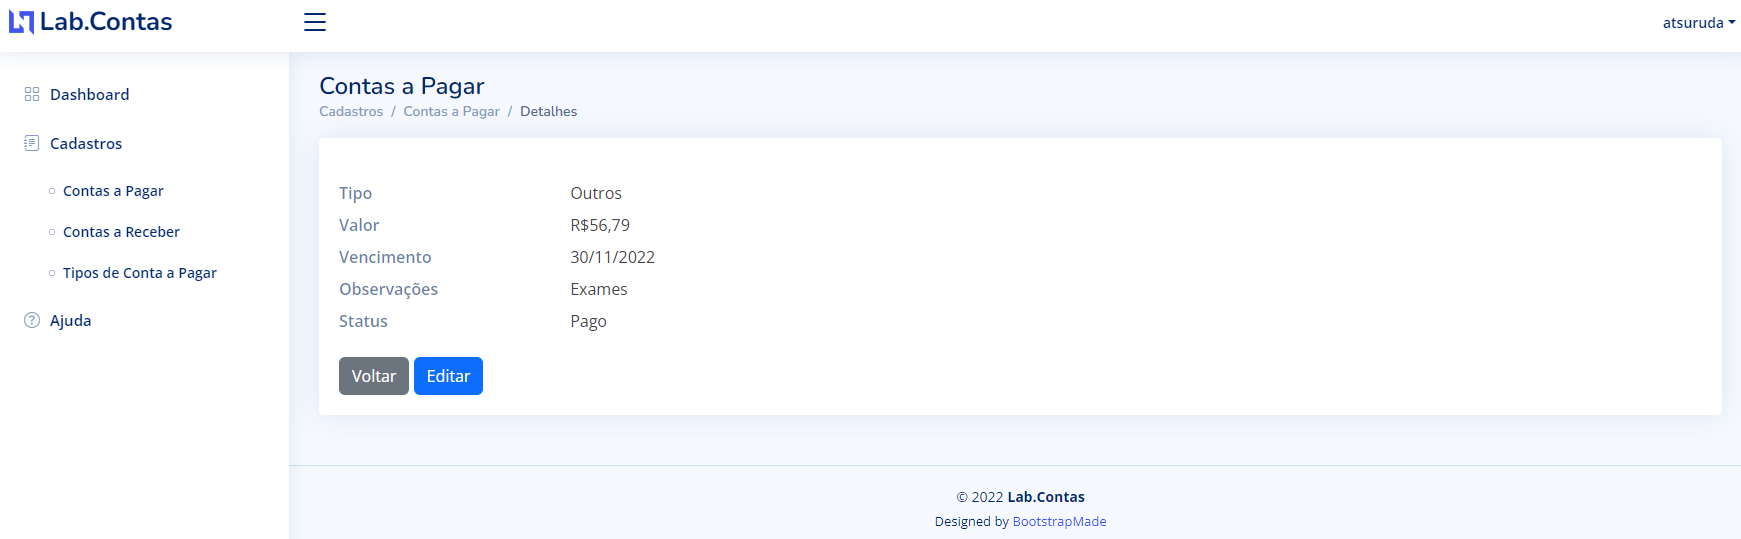 Lab.Contas
atsuruda
Dashboard
Cadastros
Contas a Pagar
Contas a Receber
Tipos de Conta a Pagar
Ajuda
Contas a Pagar
Cadastros / Contas a Pagar / Detalhes
Tipo Outros
Valor R$56,79
Vencimento 30/11/2022
Observações Exames
Status Pago
Voltar Editar
© 2022 Lab.Contas
Designed by BootstrapMade